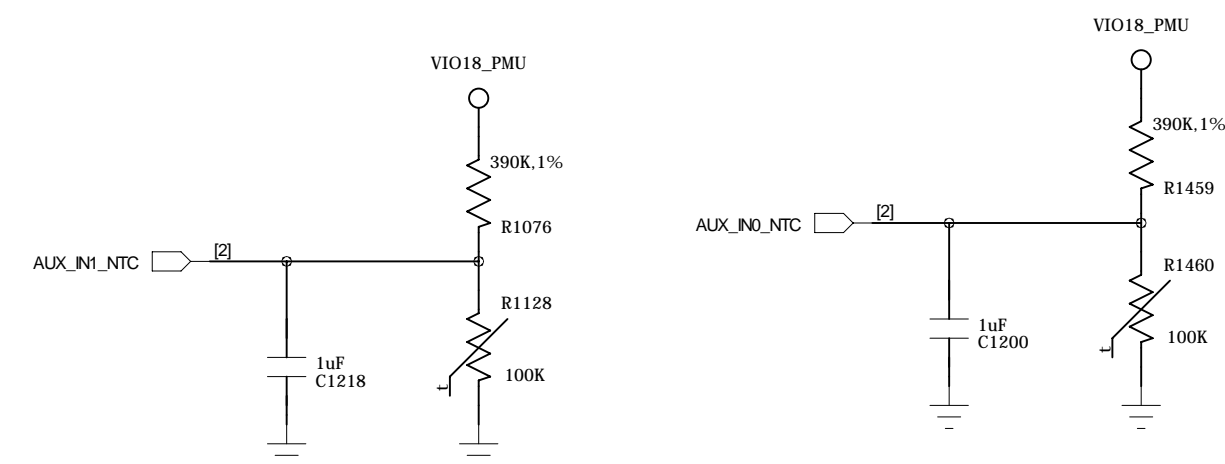 VIO18_PMU
390K,1%
R1076
AUX_IN1_NTC
[2]
R1128
1uF
C1218
t
100K
VIO18_PMU
390K,1%
R1459
AUX_IN0_NTC
[2]
R1460
1uF
C1200
t
100K